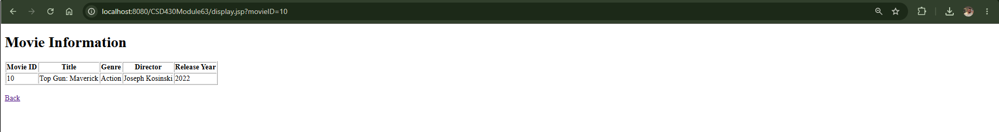 localhost:8080/CSD430Module63/display.jsp?movieID=10
Movie Information
Movie ID Title Genre Director Release Year
10 Top Gun: Maverick Action Joseph Kosinski 2022
Back